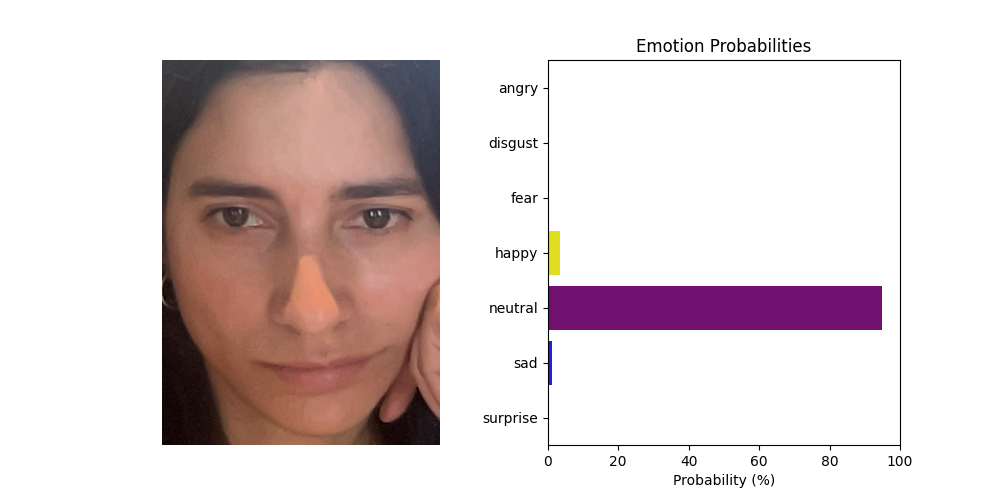 Emotion Probabilities
angry
disgust
fear
happy
neutral
sad
surprise
0 20 40 60 80 100
Probability (%)